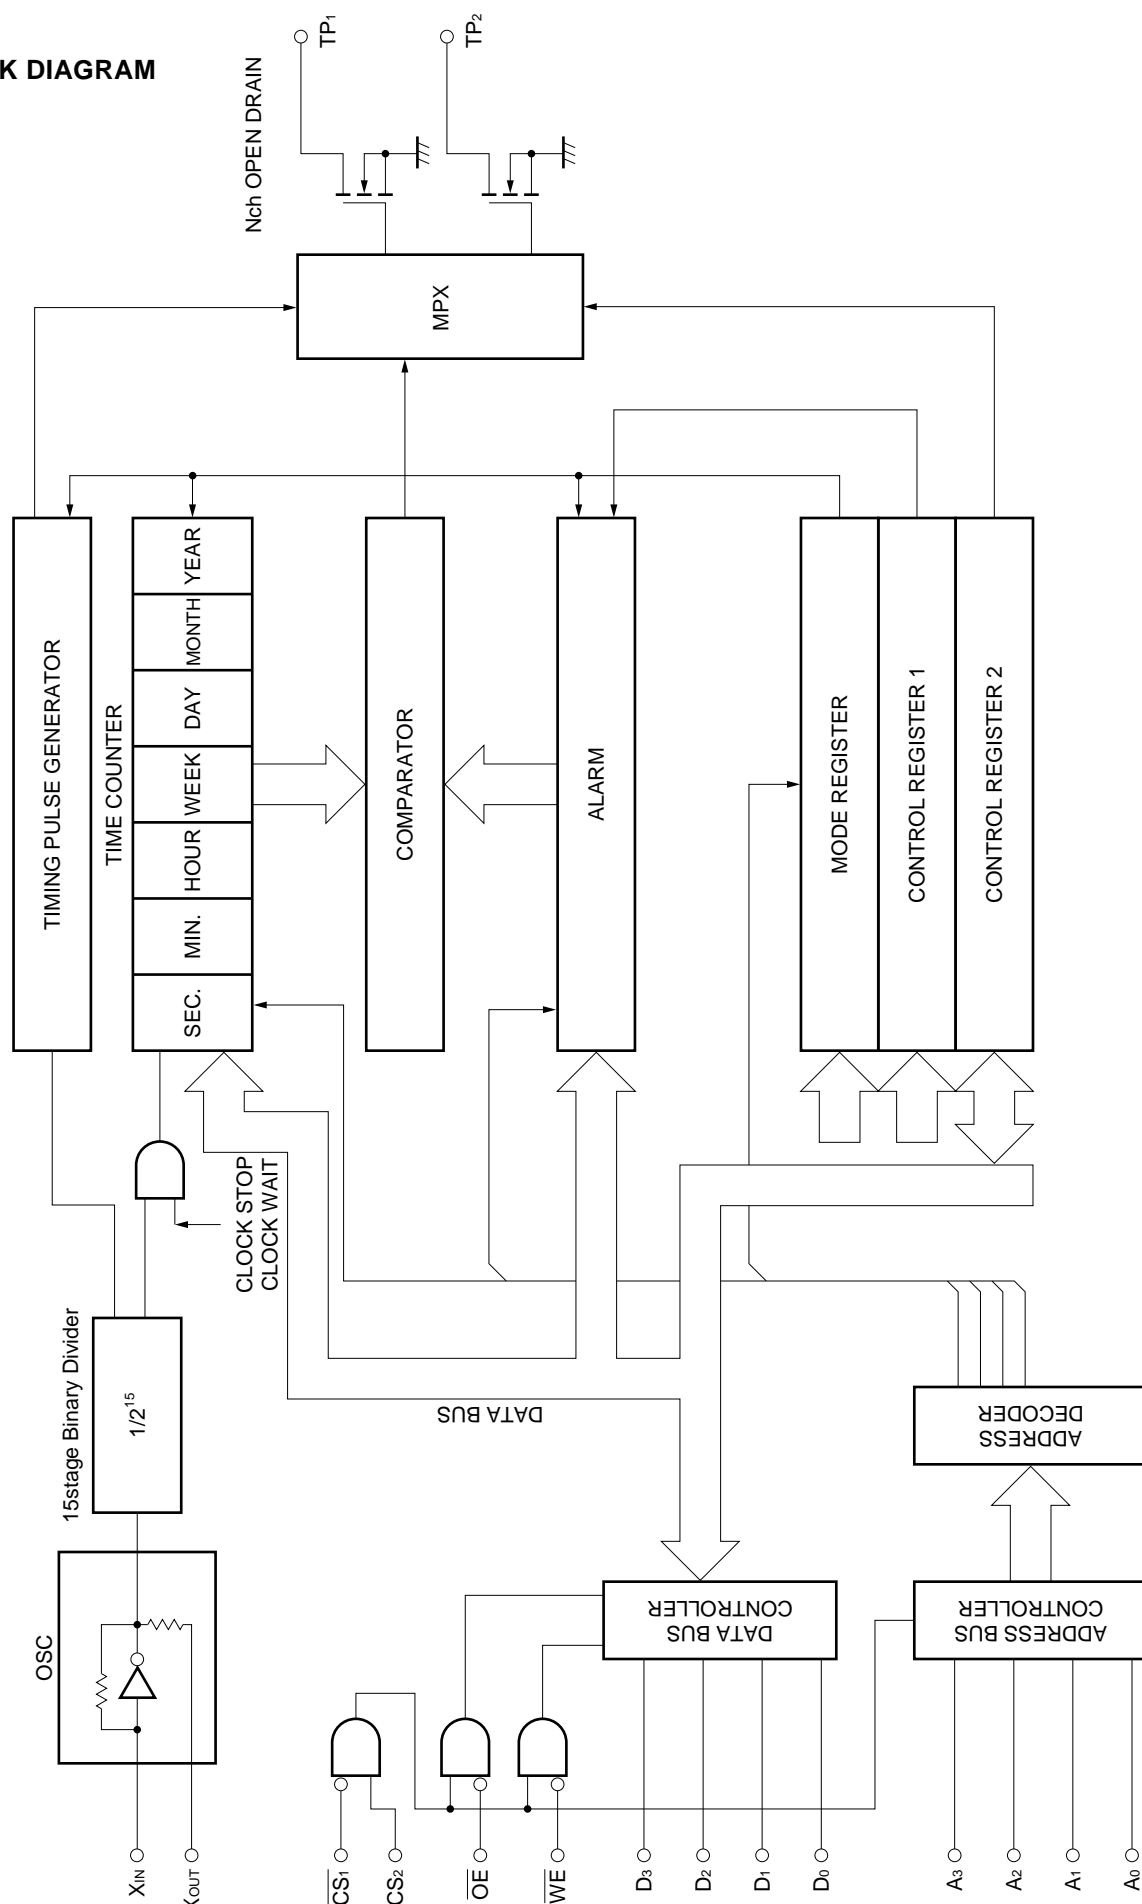 K DIAGRAM
TP1
TP2
Nch OPEN DRAIN
MPX
TIMING PULSE GENERATOR
TIME COUNTER
SEC. MIN. HOUR WEEK DAY MONTH YEAR
COMPARATOR
ALARM
MODE REGISTER
CONTROL REGISTER 1
CONTROL REGISTER 2
CLOCK STOP
CLOCK WAIT
15stage Binary Divider
1/2^15
DATA BUS
ADDRESS
DECODER
OSC
DATA BUS
CONTROLLER
ADDRESS BUS
CONTROLLER
XIN
XOUT
CS1
CS2
OE
WE
D3
D2
D1
D0
A3
A2
A1
A0